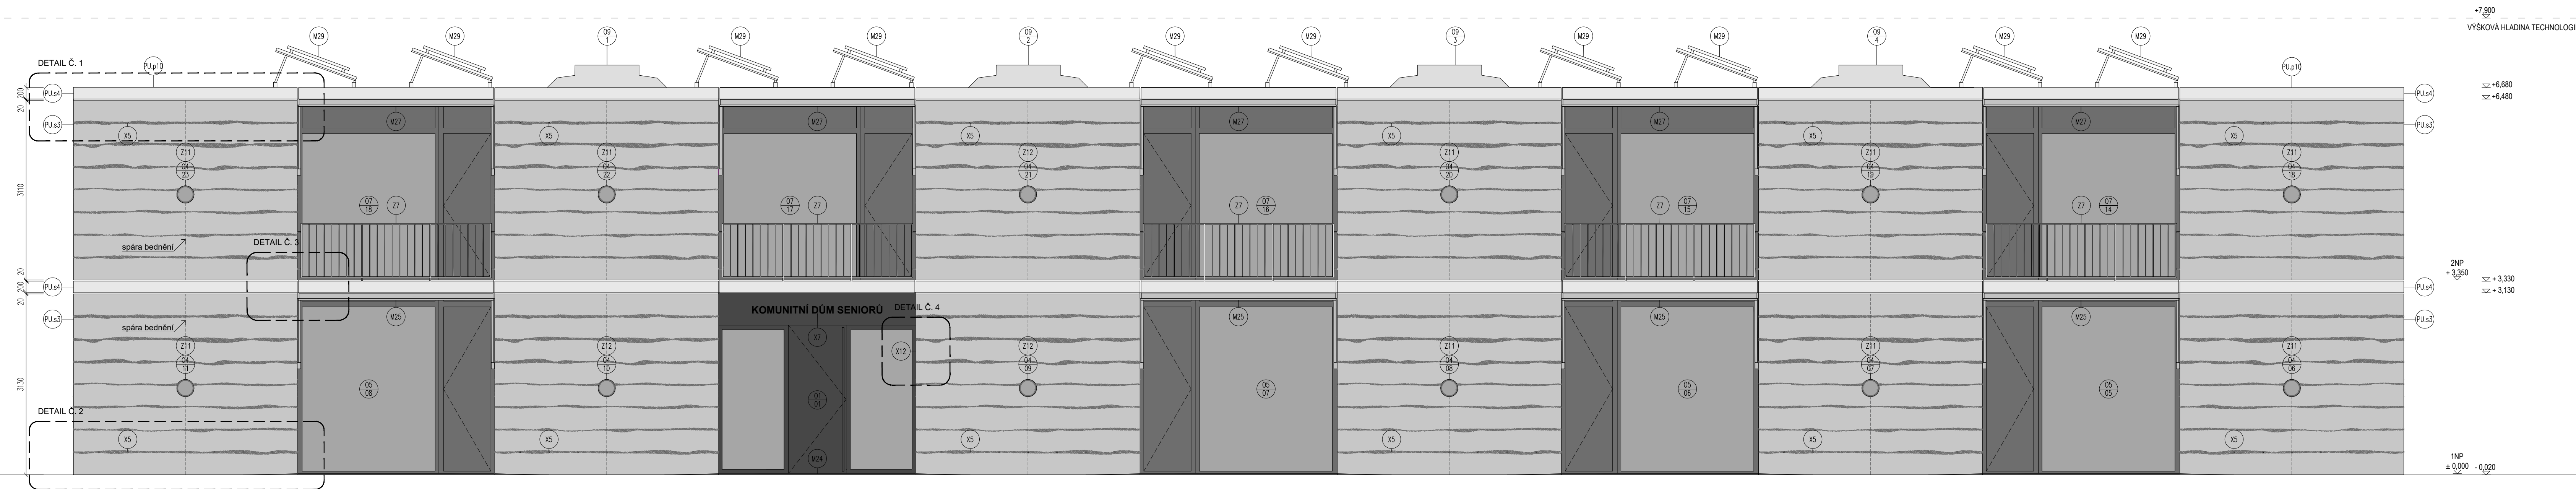 +7,900
VÝŠKOVÁ HLADINA TECHNOLOGI
M29 M29 09 1 M29 M29 09 2 M29 M29 09 3 M29 M29 09 4 M29 M29
DETAIL Č. 1
PU.p10 PU.p10
+6,680
+6,480
200 PU.s4 PU.s4
20
PU.s3 M27 M27 M27 M27 M27 PU.s3
X5 X5 X5 X5 X5 X5
Z11 Z11 Z12 Z11 Z11 Z11
04 04 04 04 04 04
23 22 21 20 19 18
3110
07 18 Z7 07 17 Z7 Z7 07 16 Z7 07 15 Z7 07 14
spára bednění
DETAIL Č. 3
20
2NP
+ 3,350
+ 3,330
+ 3,130
200 PU.s4 PU.s4
20
KOMUNITNÍ DŮM SENIORŮ
DETAIL Č. 4
PU.s3 M25 M25 M25 M25 PU.s3
spára bednění
X7
X12
Z11 Z12 Z12 Z11 Z11 Z11
04 04 04 04 04 04
11 10 09 08 07 06
3130
05 08 01 01 05 07 05 06 05 05
DETAIL Č. 2
X5 X5 X5 X5 X5 X5
M24
1NP
± 0,000 - 0,020